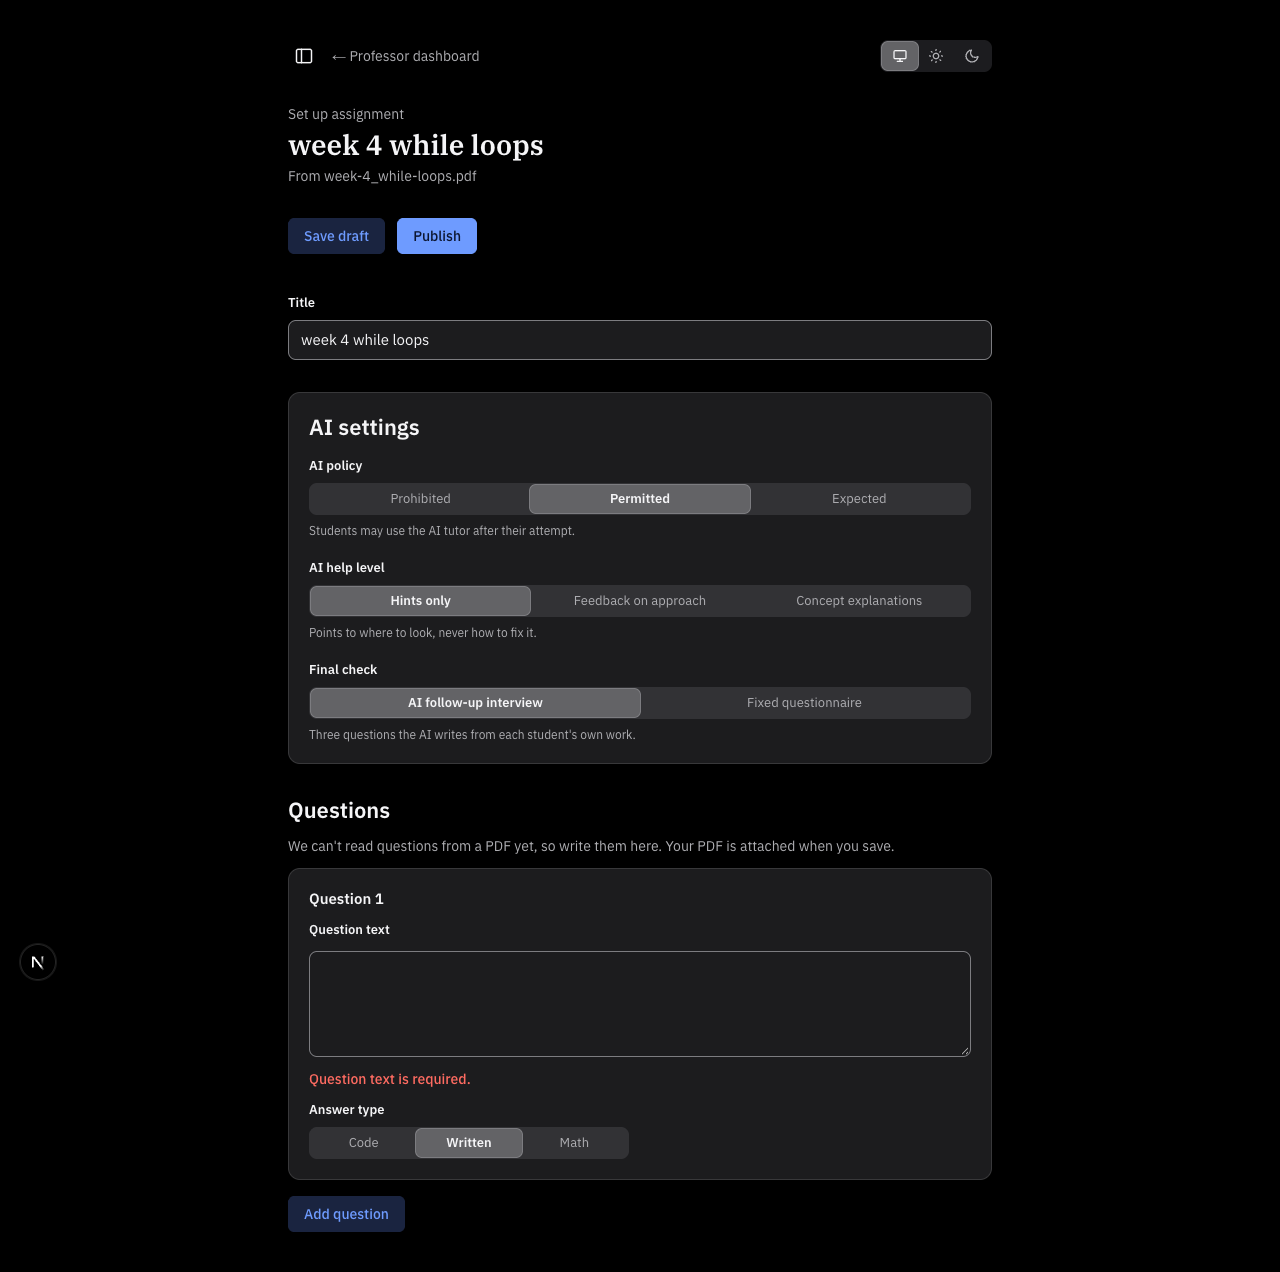 ← Professor dashboard
Set up assignment
week 4 while loops
From week-4_while-loops.pdf
Save draft Publish
Title
week 4 while loops
AI settings
AI policy
Prohibited Permitted Expected
Students may use the AI tutor after their attempt.
AI help level
Hints only Feedback on approach Concept explanations
Points to where to look, never how to fix it.
Final check
AI follow-up interview Fixed questionnaire
Three questions the AI writes from each student's own work.
Questions
We can't read questions from a PDF yet, so write them here. Your PDF is attached when you save.
Question 1
Question text
N
Question text is required.
Answer type
Code Written Math
Add question